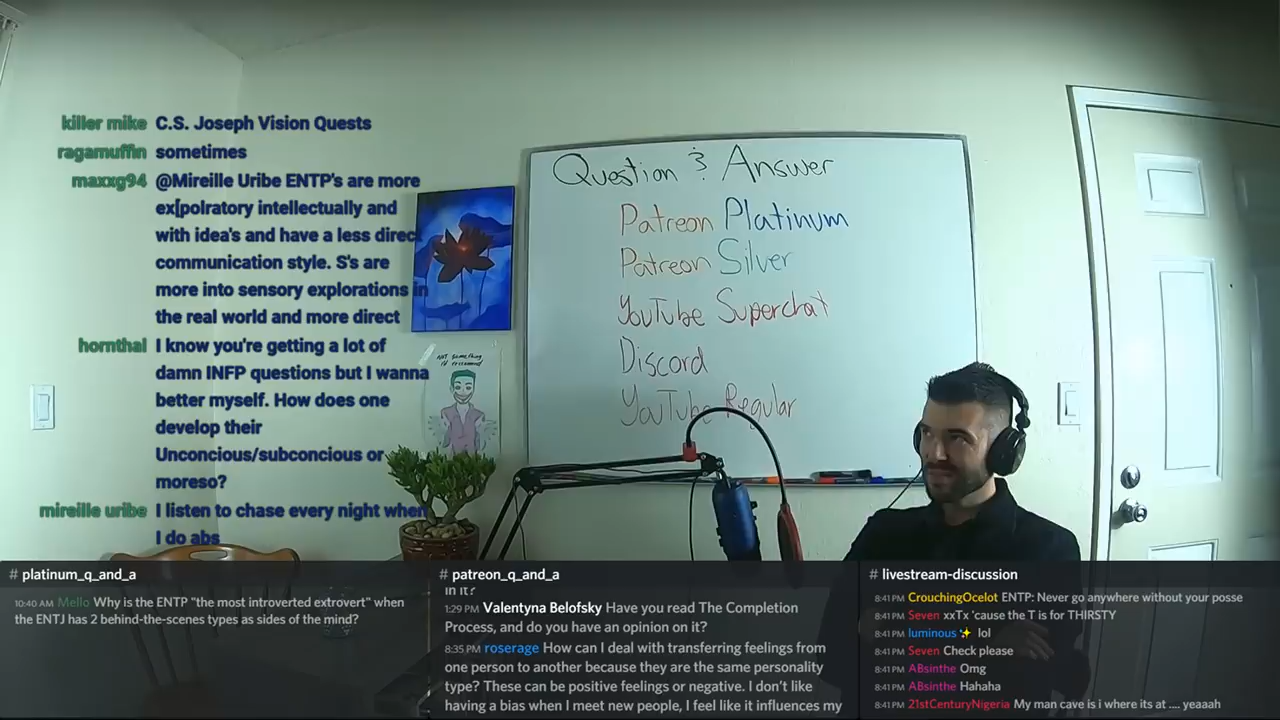 killer mike C.S. Joseph Vision Quests
ragamuffin sometimes
maxxg94 @Mireille Uribe ENTP's are more
ex[polratory intellectually and
with idea's and have a less direct
communication style. S's are
more into sensory explorations in
the real world and more direct
hornthal I know you're getting a lot of
damn INFP questions but I wanna
better myself. How does one
develop their
Unconcious/subconcious or
moreso?
mireille uribe I listen to chase every night when
I do abs
Question & Answer
Patreon Platinum
Patreon Silver
YouTube Superchat
Discord
YouTube Regular
NOT something
I'd recommend
# platinum_q_and_a
10:40 AM Mello Why is the ENTP "the most introverted extrovert" when
the ENTJ has 2 behind-the-scenes types as sides of the mind?
# patreon_q_and_a
in it?
1:29 PM Valentyna Belofsky Have you read The Completion
Process, and do you have an opinion on it?
8:35 PM roserage How can I deal with transferring feelings from
one person to another because they are the same personality
type? These can be positive feelings or negative. I don't like
having a bias when I meet new people, I feel like it influences my
# livestream-discussion
8:41 PM CrouchingOcelot ENTP: Never go anywhere without your posse
8:41 PM Seven xxTx 'cause the T is for THIRSTY
8:41 PM luminous✨ lol
8:41 PM Seven Check please
8:41 PM ABsinthe Omg
8:41 PM ABsinthe Hahaha
8:41 PM 21stCenturyNigeria My man cave is i where its at .... yeaaah